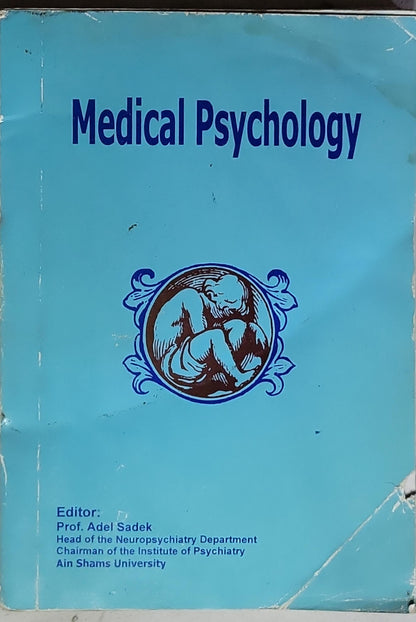 Medical Psychology
Editor:
Prof. Adel Sadek
Head of the Neuropsychiatry Department
Chairman of the Institute of Psychiatry
Ain Shams University